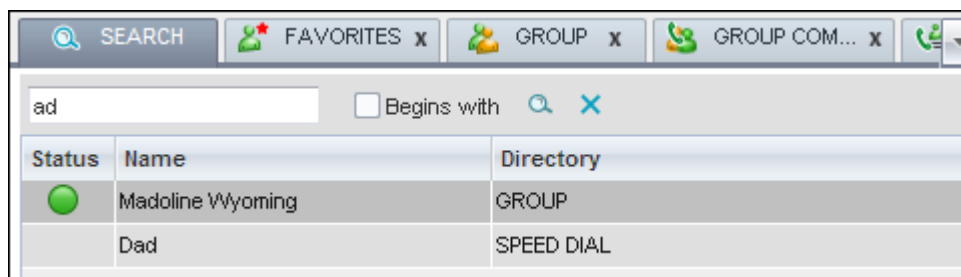 SEARCH FAVORITES x GROUP x GROUP COM... x
ad Begins with
Status Name Directory
Madoline Wyoming GROUP
Dad SPEED DIAL